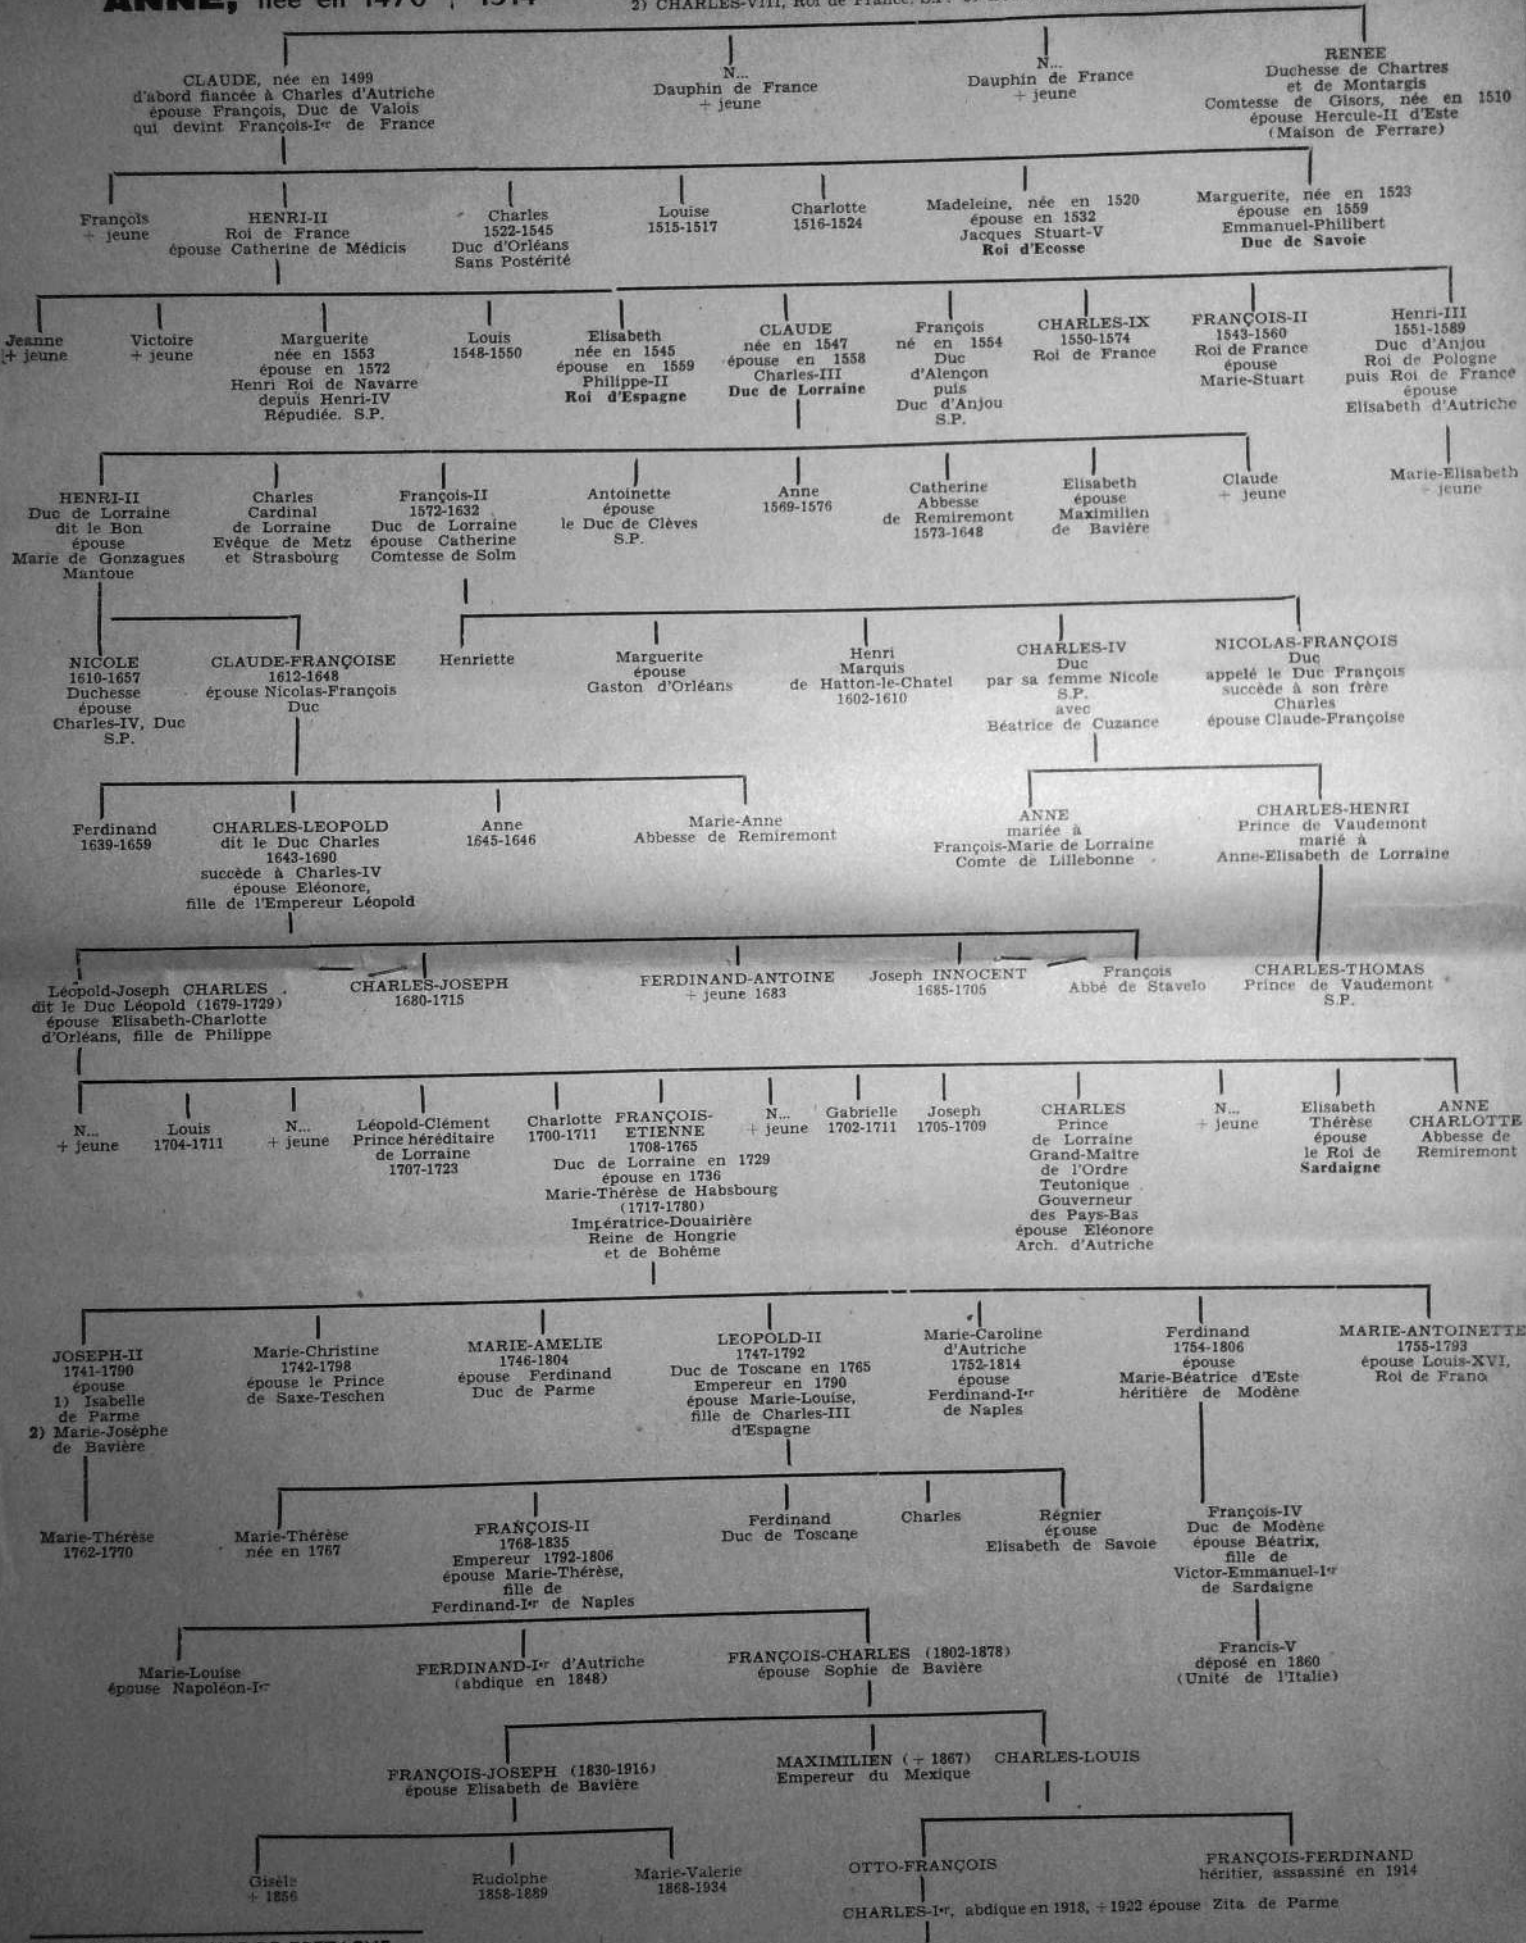 ANNE, née en 1476 + 1514
2) CHARLES-VIII, Roi de France, S.P.
CLAUDE, née en 1499
d'abord fiancée à Charles d'Autriche
épouse François, Duc de Valois
qui devint François-Ier de France
N...
Dauphin de France
+ jeune
N...
Dauphin de France
+ jeune
RENEE
Duchesse de Chartres
et de Montargis
Comtesse de Gisors, née en 1510
épouse Hercule-II d'Este
(Maison de Ferrare)
François
+ jeune
HENRI-II
Roi de France
épouse Catherine de Médicis
Charles
1522-1545
Duc d'Orléans
Sans Postérité
Louise
1515-1517
Charlotte
1516-1524
Madeleine, née en 1520
épouse en 1532
Jacques Stuart-V
Roi d'Ecosse
Marguerite, née en 1523
épouse en 1559
Emmanuel-Philibert
Duc de Savoie
Jeanne
+ jeune
Victoire
+ jeune
Marguerite
née en 1553
épouse en 1572
Henri Roi de Navarre
depuis Henri-IV
Répudiée. S.P.
Louis
1548-1550
Elisabeth
née en 1545
épouse en 1559
Philippe-II
Roi d'Espagne
CLAUDE
née en 1547
épouse en 1558
Charles-III
Duc de Lorraine
François
né en 1554
Duc
d'Alençon
puis
Duc d'Anjou
S.P.
CHARLES-IX
1550-1574
Roi de France
FRANÇOIS-II
1543-1560
Roi de France
épouse
Marie-Stuart
Henri-III
1551-1589
Duc d'Anjou
Roi de Pologne
puis Roi de France
épouse
Elisabeth d'Autriche
HENRI-II
Duc de Lorraine
dit le Bon
épouse
Marie de Gonzagues
Mantoue
Charles
Cardinal
de Lorraine
Evêque de Metz
et Strasbourg
François-II
1572-1632
Duc de Lorraine
épouse Catherine
Comtesse de Solm
Antoinette
épouse
le Duc de Clèves
S.P.
Anne
1569-1576
Catherine
Abbesse
de Remiremont
1573-1648
Elisabeth
épouse
Maximilien
de Bavière
Claude
+ jeune
Marie-Elisabeth
+ jeune
NICOLE
1610-1657
Duchesse
épouse
Charles-IV, Duc
S.P.
CLAUDE-FRANÇOISE
1612-1648
épouse Nicolas-François
Duc
Henriette
Marguerite
épouse
Gaston d'Orléans
Henri
Marquis
de Hatton-le-Chatel
1602-1610
CHARLES-IV
Duc
par sa femme Nicole
S.P.
avec
Béatrice de Cuzance
NICOLAS-FRANÇOIS
Duc
appelé le Duc François
succède à son frère
Charles
épouse Claude-Françoise
Ferdinand
1639-1659
CHARLES-LEOPOLD
dit le Duc Charles
1643-1690
succède à Charles-IV
épouse Eléonore,
fille de l'Empereur Léopold
Anne
1645-1646
Marie-Anne
Abbesse de Remiremont
ANNE
mariée à
François-Marie de Lorraine
Comte de Lillebonne
CHARLES-HENRI
Prince de Vaudemont
marié à
Anne-Elisabeth de Lorraine
Léopold-Joseph CHARLES
dit le Duc Léopold (1679-1729)
épouse Elisabeth-Charlotte
d'Orléans, fille de Philippe
CHARLES-JOSEPH
1680-1715
FERDINAND-ANTOINE
+ jeune 1683
Joseph INNOCENT
1685-1705
François
Abbé de Stavelo
CHARLES-THOMAS
Prince de Vaudemont
S.P.
N...
+ jeune
Louis
1704-1711
N...
+ jeune
Léopold-Clément
Prince héréditaire
de Lorraine
1707-1723
Charlotte
1700-1711
FRANÇOIS-
ETIENNE
1708-1765
Duc de Lorraine en 1729
épouse en 1736
Marie-Thérèse de Habsbourg
(1717-1780)
Impératrice-Douairière
Reine de Hongrie
et de Bohême
N...
+ jeune
Gabrielle
1702-1711
Joseph
1705-1709
CHARLES
Prince
de Lorraine
Grand-Maître
de l'Ordre
Teutonique
Gouverneur
des Pays-Bas
épouse Eléonore
Arch. d'Autriche
N...
+ jeune
Elisabeth
Thérèse
épouse
le Roi de
Sardaigne
ANNE
CHARLOTTE
Abbesse de
Remiremont
JOSEPH-II
1741-1790
épouse
1) Isabelle
de Parme
2) Marie-Josèphe
de Bavière
Marie-Christine
1742-1798
épouse le Prince
de Saxe-Teschen
MARIE-AMELIE
1746-1804
épouse Ferdinand
Duc de Parme
LEOPOLD-II
1747-1792
Duc de Toscane en 1765
Empereur en 1790
épouse Marie-Louise,
fille de Charles-III
d'Espagne
Marie-Caroline
d'Autriche
1752-1814
épouse
Ferdinand-Ier
de Naples
Ferdinand
1754-1806
épouse
Marie-Béatrice d'Este
héritière de Modène
MARIE-ANTOINETTE
1755-1793
épouse Louis-XVI,
Roi de Franc
Marie-Thérèse
1762-1770
Marie-Thérèse
née en 1767
FRANÇOIS-II
1768-1835
Empereur 1792-1806
épouse Marie-Thérèse,
fille de
Ferdinand-Ier de Naples
Ferdinand
Duc de Toscane
Charles
Régnier
épouse
Elisabeth de Savoie
François-IV
Duc de Modène
épouse Béatrix,
fille de
Victor-Emmanuel-Ier
de Sardaigne
Marie-Louise
épouse Napoléon-Ier
FERDINAND-Ier d'Autriche
(abdique en 1848)
FRANÇOIS-CHARLES (1802-1878)
épouse Sophie de Bavière
Francis-V
déposé en 1860
(Unité de l'Italie)
FRANÇOIS-JOSEPH (1830-1916)
épouse Elisabeth de Bavière
MAXIMILIEN (+ 1867)
Empereur du Mexique
CHARLES-LOUIS
Gisèle
+ 1856
Rudolphe
1858-1889
Marie-Valerie
1868-1934
OTTO-FRANÇOIS
FRANÇOIS-FERDINAND
héritier, assassiné en 1914
CHARLES-Ier, abdique en 1918, +1922 épouse Zita de Parme